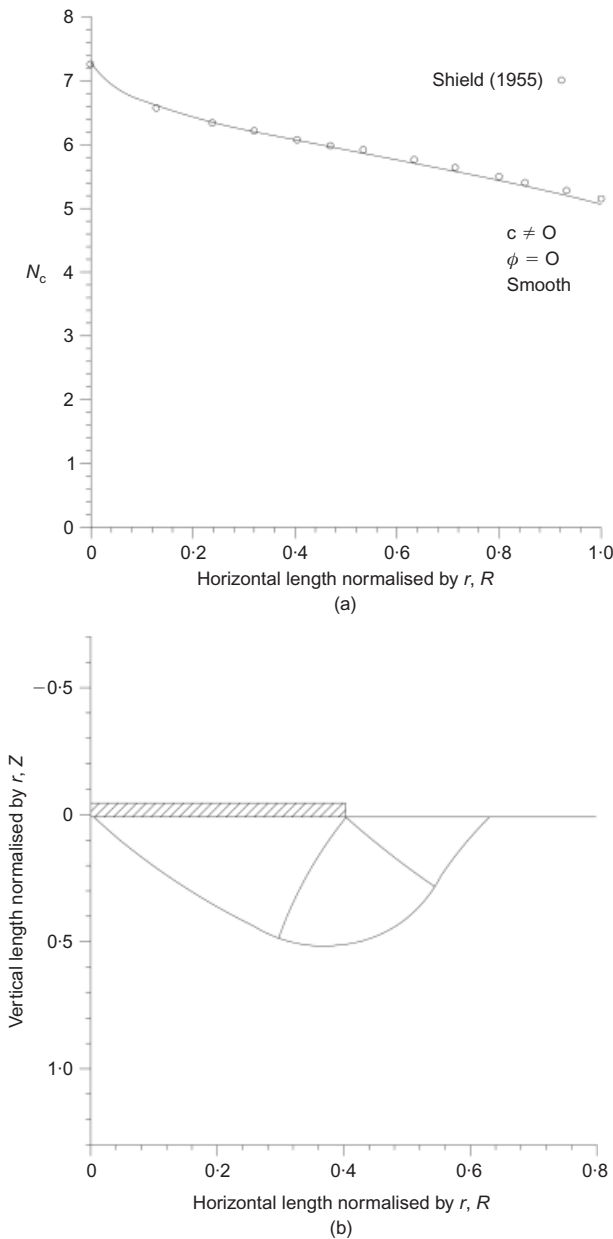 8
7
6
5
4
3
2
1
0
N_c
Shield (1955)
c ≠ O
ϕ = O
Smooth
0 0·2 0·4 0·6 0·8 1·0
Horizontal length normalised by r, R
(a)
−0·5
0
0·5
1·0
Vertical length normalised by r, Z
0 0·2 0·4 0·6 0·8
Horizontal length normalised by r, R
(b)